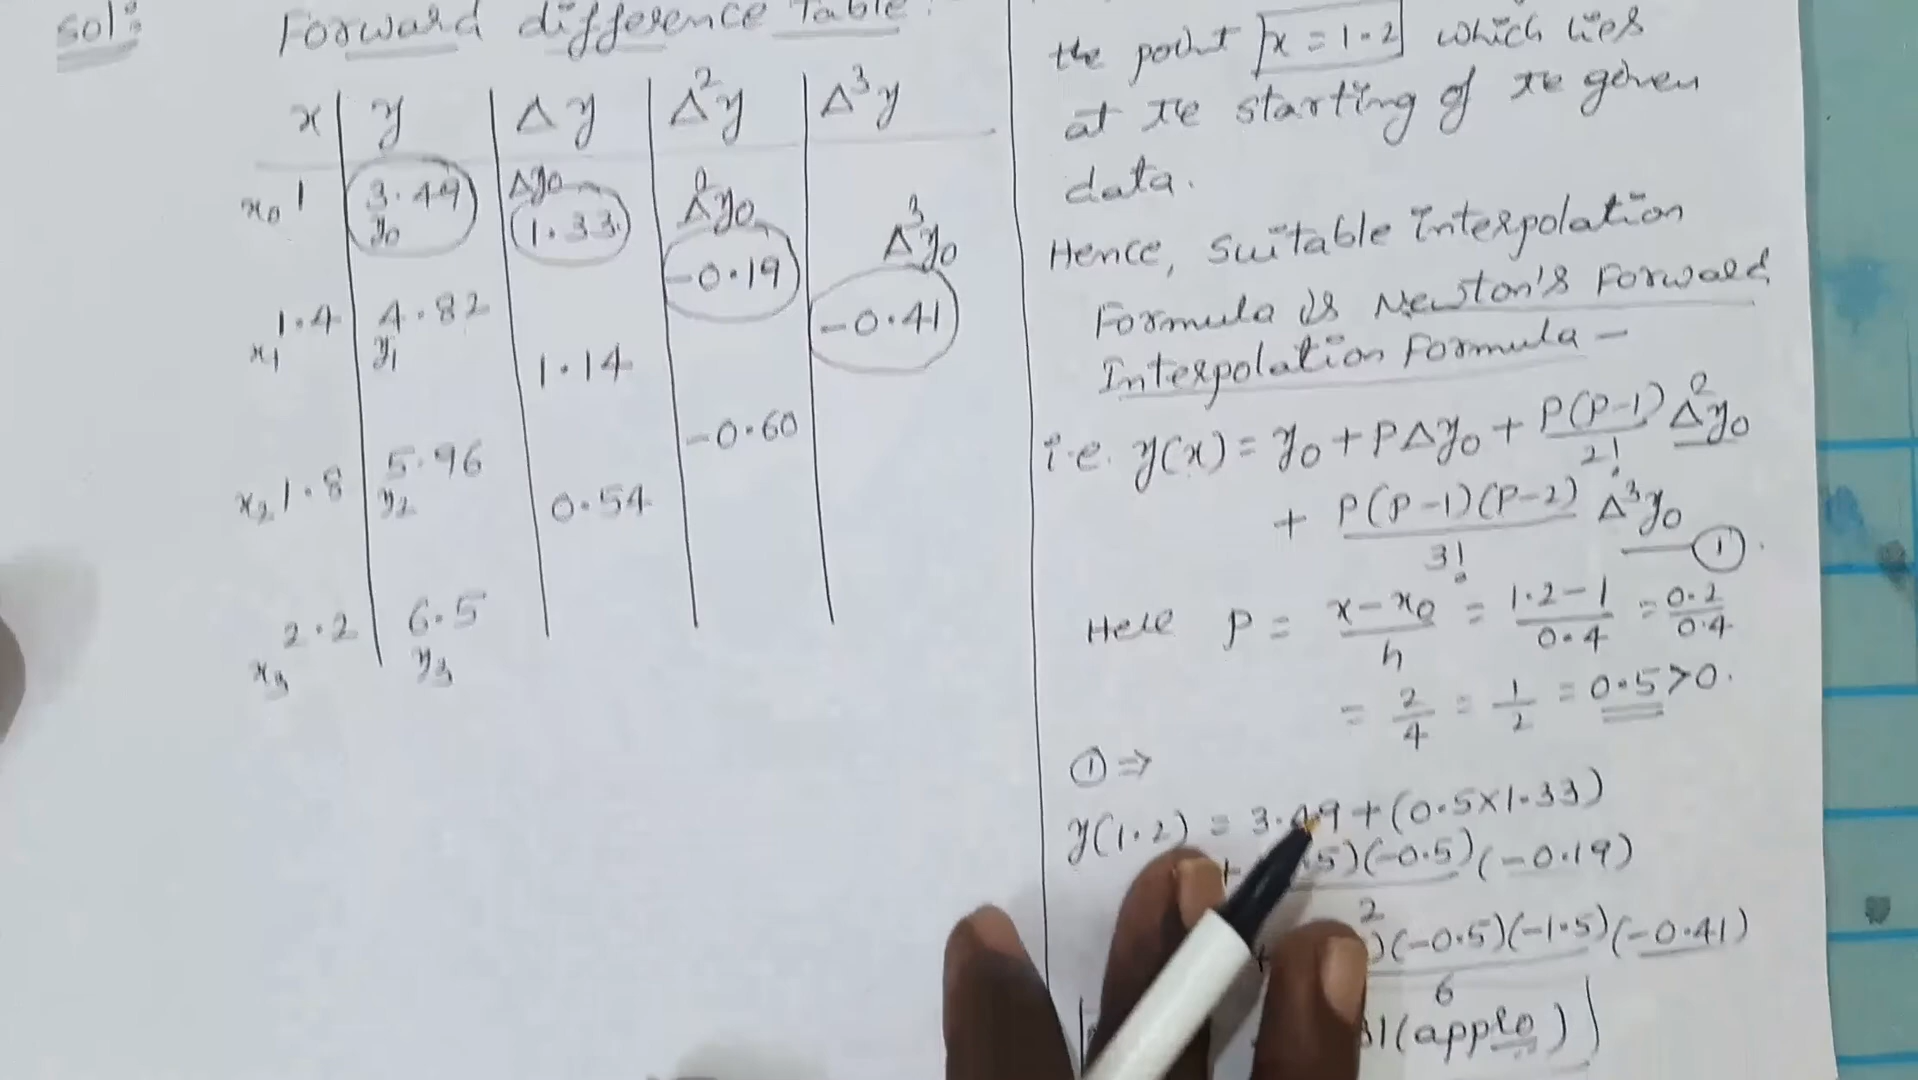 sol:
Forward difference Table
x y Δy Δ²y Δ³y
x₀ 1 3.49 y₀
Δy₀ 1.33
Δ²y₀ -0.19
Δ³y₀ -0.41
x₁ 1.4 4.82 y₁
1.14
-0.60
x₂ 1.8 5.96 y₂
0.54
x₃ 2.2 6.5 y₃
the point x = 1.2 which lies
at the starting of the given
data.
Hence, suitable interpolation
Formula is Newton's Forward
Interpolation Formula -
i.e. y(x) = y₀ + PΔy₀ + P(P-1)/2! Δ²y₀
+ P(P-1)(P-2)/3! Δ³y₀ — ①.
Here P = x-x₀/h = 1.2-1/0.4 = 0.2/0.4
= 2/4 = 1/2 = 0.5 > 0.
① ⇒
y(1.2) = 3.49 + (0.5×1.33)
+ .5)(-0.5)(-0.19)
2
)(-0.5)(-1.5)(-0.41)
6
31(appro)